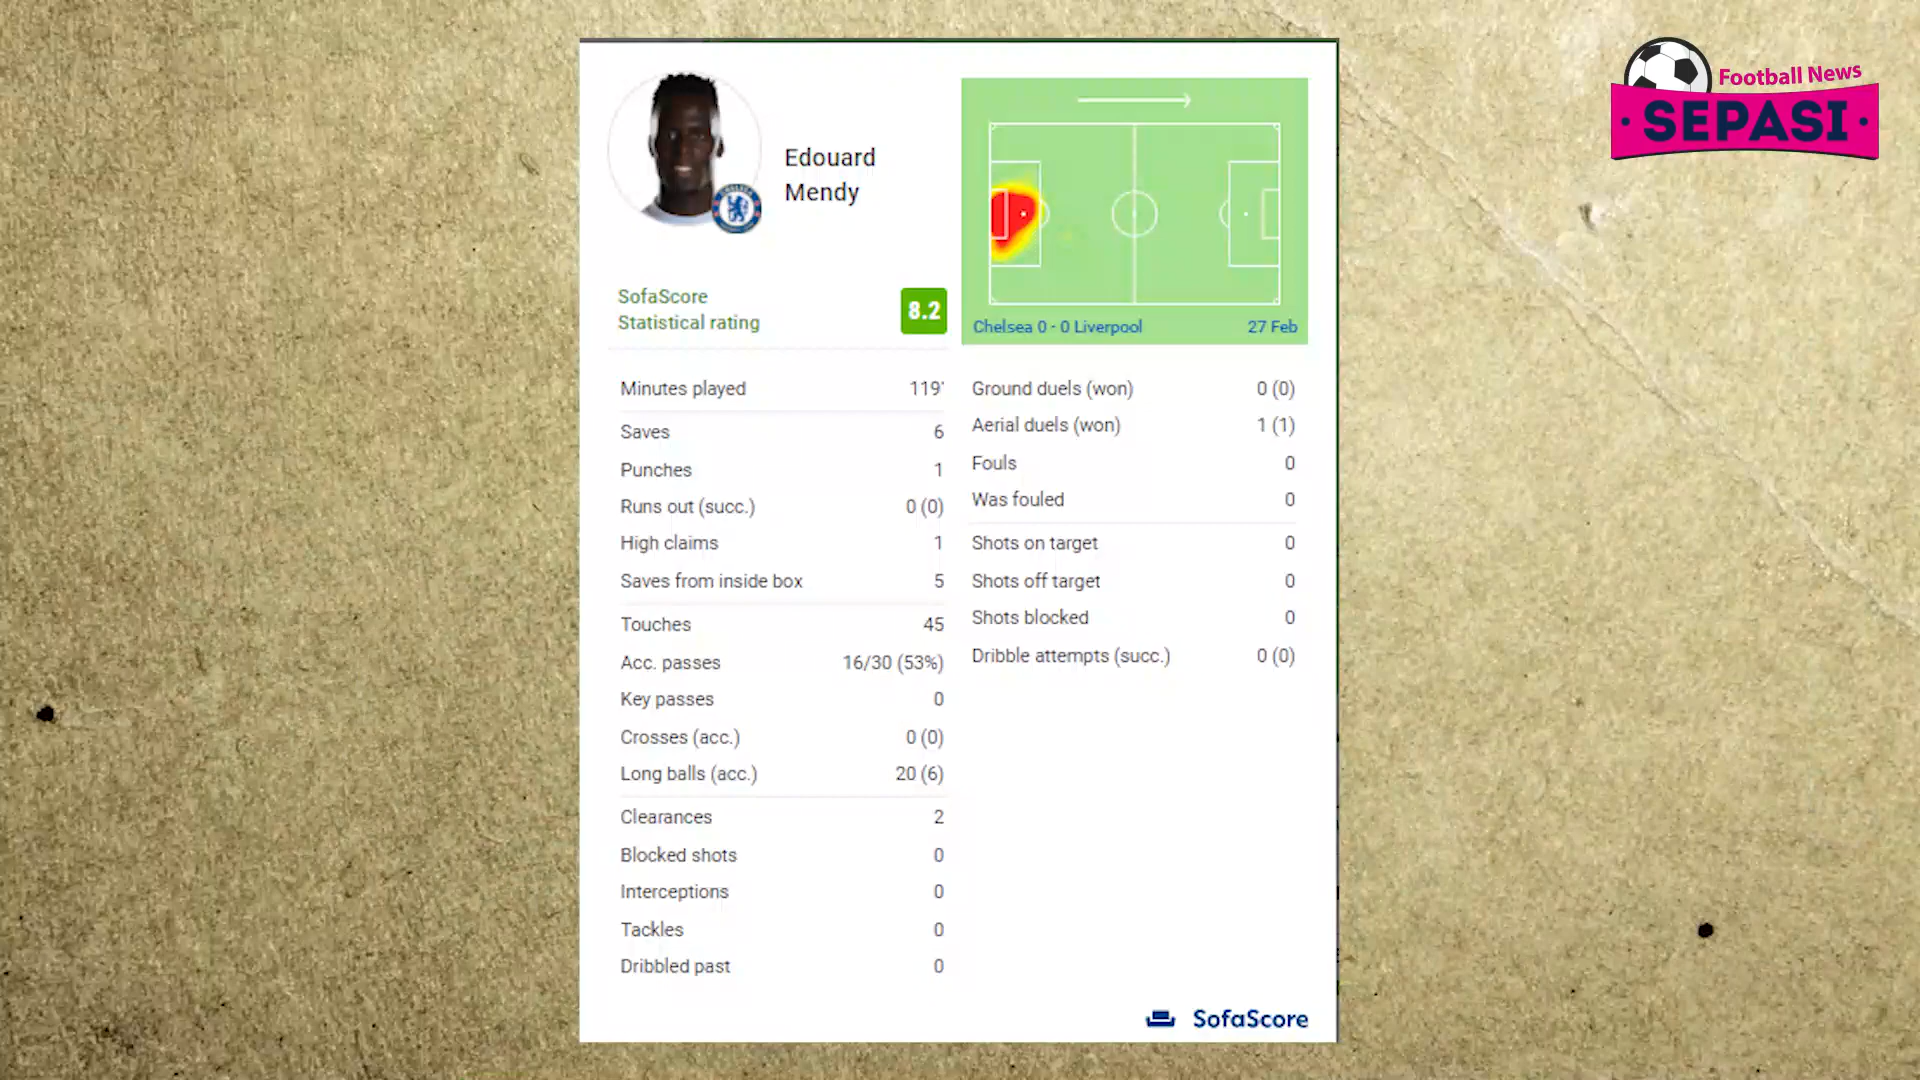 Football News
SEPASI
Edouard
Mendy
SofaScore
Statistical rating
8.2
Chelsea 0 - 0 Liverpool 27 Feb
Minutes played 119'
Saves 6
Punches 1
Runs out (succ.) 0 (0)
High claims 1
Saves from inside box 5
Touches 45
Acc. passes 16/30 (53%)
Key passes 0
Crosses (acc.) 0 (0)
Long balls (acc.) 20 (6)
Clearances 2
Blocked shots 0
Interceptions 0
Tackles 0
Dribbled past 0
Ground duels (won) 0 (0)
Aerial duels (won) 1 (1)
Fouls 0
Was fouled 0
Shots on target 0
Shots off target 0
Shots blocked 0
Dribble attempts (succ.) 0 (0)
SofaScore